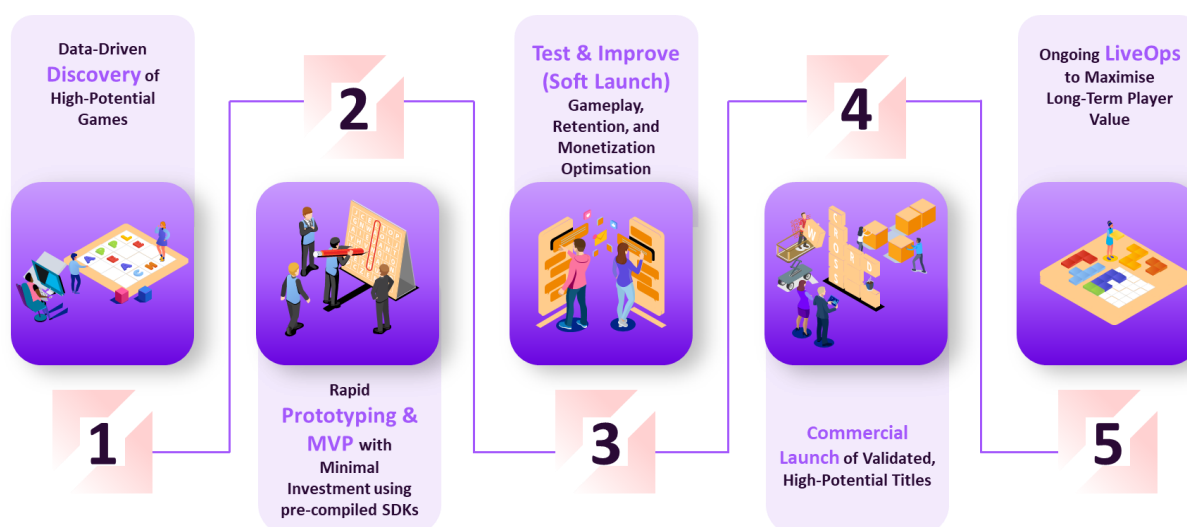 Data-Driven
Discovery of
High-Potential
Games
1
2
Rapid
Prototyping &
MVP with
Minimal
Investment using
pre-compiled SDKs
Test & Improve
(Soft Launch)
Gameplay,
Retention, and
Monetization
Optimsation
3
4
Commercial
Launch of Validated,
High-Potential Titles
Ongoing LiveOps
to Maximise
Long-Term Player
Value
5